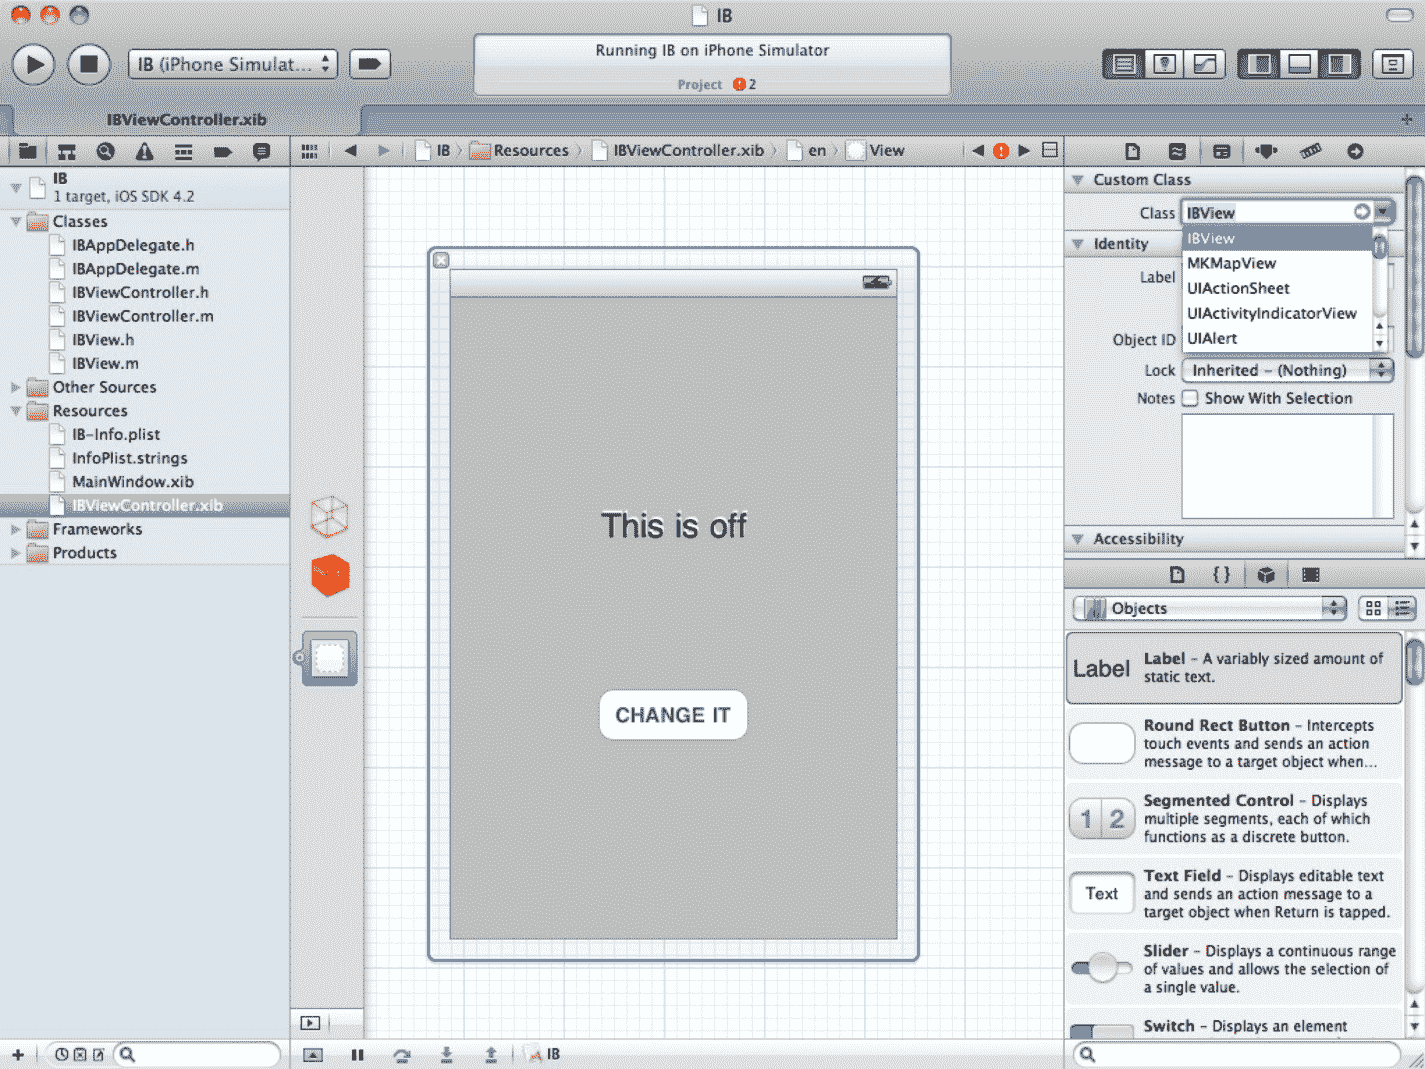 IB
IB (iPhone Simulat...
Running IB on iPhone Simulator
Project 2
IBViewController.xib
IB
Resources
IBViewController.xib
en
View
IB
1 target, iOS SDK 4.2
Classes
IBAppDelegate.h
IBAppDelegate.m
IBViewController.h
IBViewController.m
IBView.h
IBView.m
Other Sources
Resources
IB-Info.plist
InfoPlist.strings
MainWindow.xib
IBViewController.xib
Frameworks
Products
This is off
CHANGE IT
Custom Class
Class IBView
IBView
MKMapView
UIActionSheet
UIActivityIndicatorView
UIAlert
Identity
Label
Object ID
Lock Inherited - (Nothing)
Notes Show With Selection
Accessibility
{}
Objects
Label
Label - A variably sized amount of
static text.
Round Rect Button - Intercepts
touch events and sends an action
message to a target object when...
1 2
Segmented Control - Displays
multiple segments, each of which
functions as a discrete button.
Text
Text Field - Displays editable text
and sends an action message to a
target object when Return is tapped.
Slider - Displays a continuous range
of values and allows the selection of
a single value.
Switch - Displays an element
IB